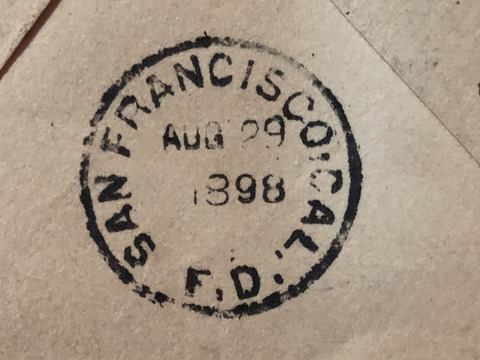 SAN FRANCISCO, CAL.
AUG 29
1898
F.D.